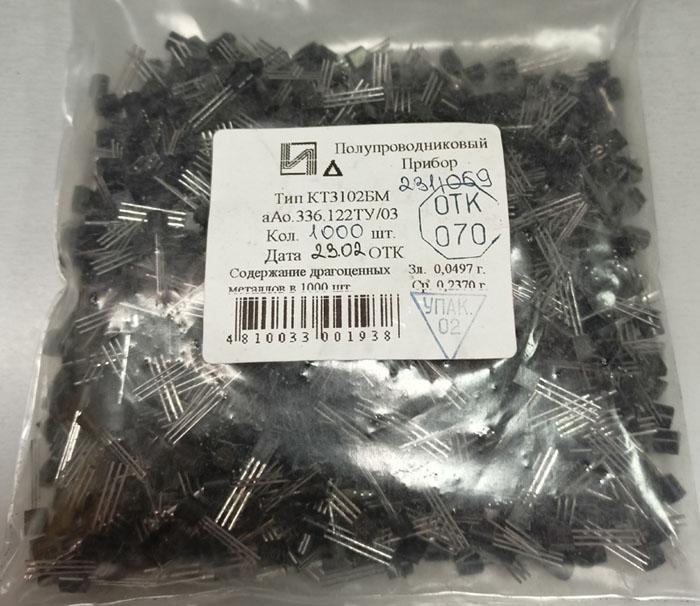 Полупроводниковый
Прибор
Тип КТ3102БМ
аАо.336.122ТУ/03
Кол. 1000 шт.
Дата 23.02 ОТК
2311069
ОТК
070
Содержание драгоценных Зл. 0,0497 г.
металлов в 1000 шт. Ср. 0,2370 г.
УПАК.
02
4 810033 001938